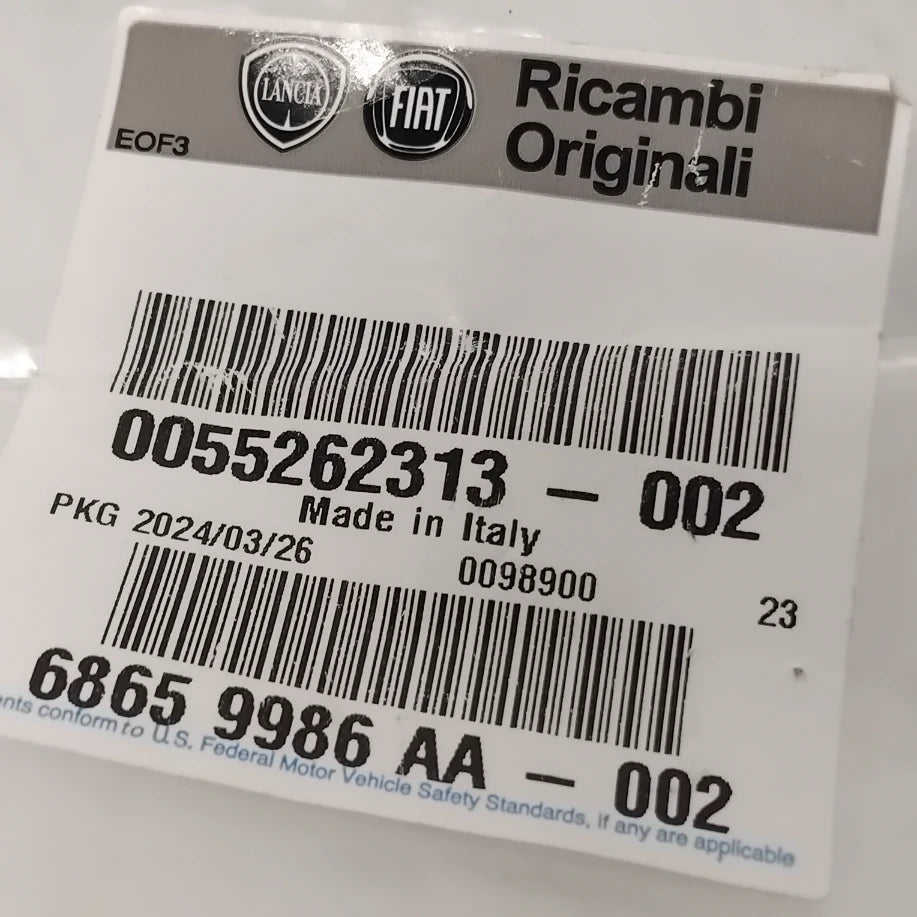 LANCIA FIAT Ricambi
Originali
EOF3
0055262313 - 002
Made in Italy
PKG 2024/03/26 0098900 23
6865 9986 AA - 002
conform to U.S. Federal Motor Vehicle Safety Standards, if any are applicable